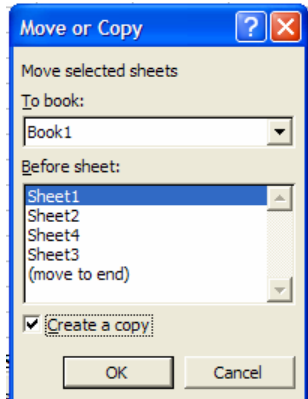 Move or Copy
Move selected sheets
To book:
Book1
Before sheet:
Sheet1
Sheet2
Sheet4
Sheet3
(move to end)
Create a copy
OK
Cancel